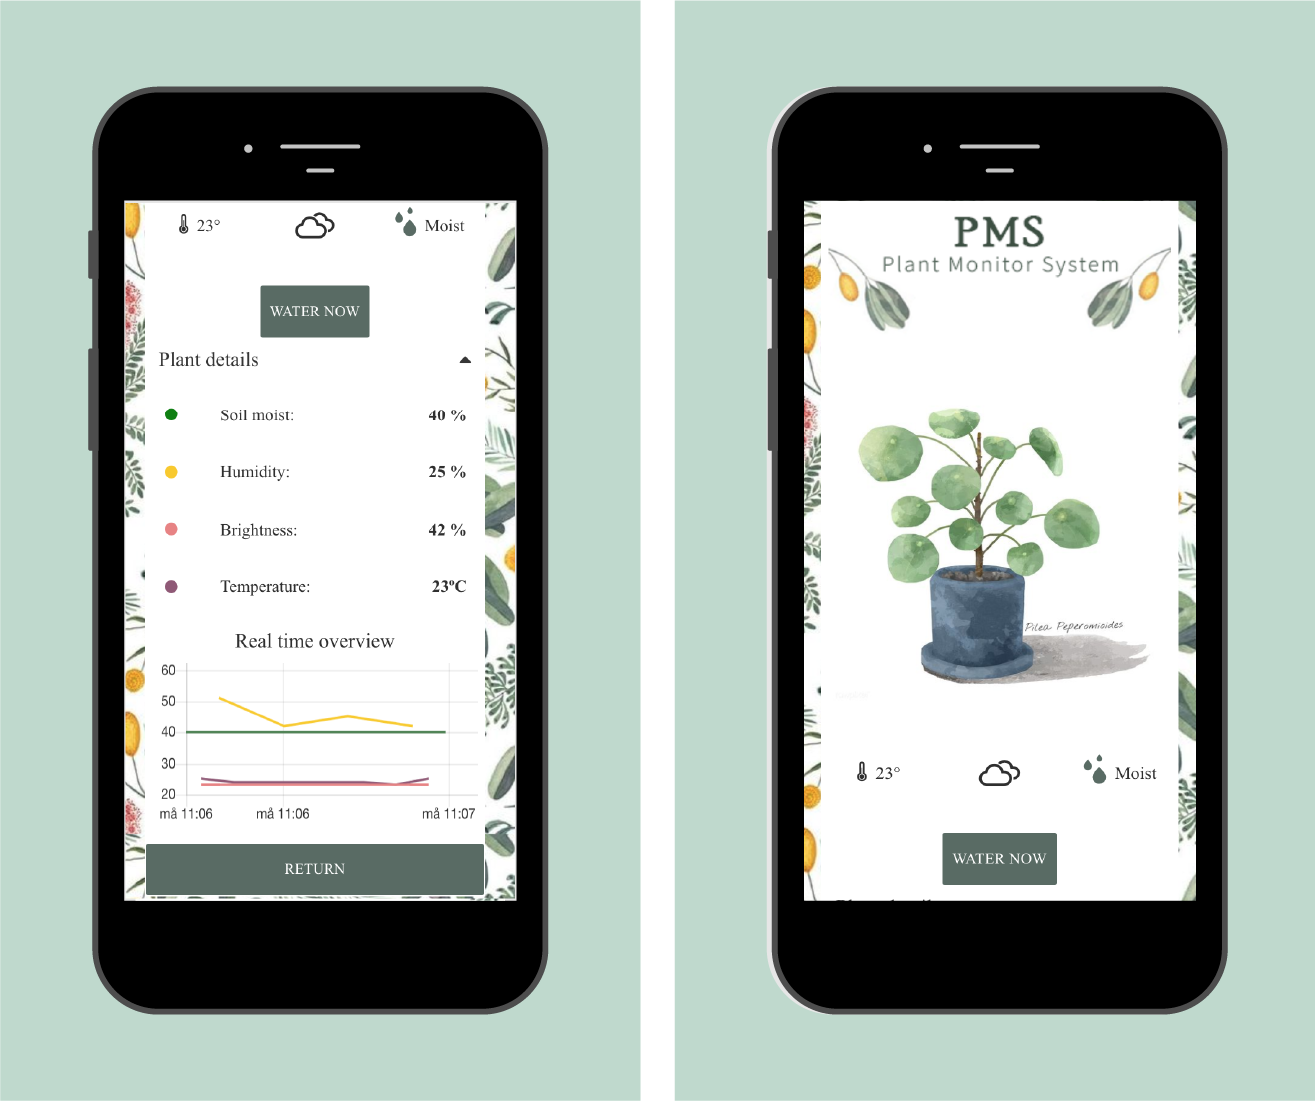 23°
Moist
WATER NOW
Plant details
Soil moist: 40 %
Humidity: 25 %
Brightness: 42 %
Temperature: 23ºC
Real time overview
60
50
40
30
20
må 11:06 må 11:06 må 11:07
RETURN
PMS
Plant Monitor System
Pilea Peperomioides
23°
Moist
WATER NOW